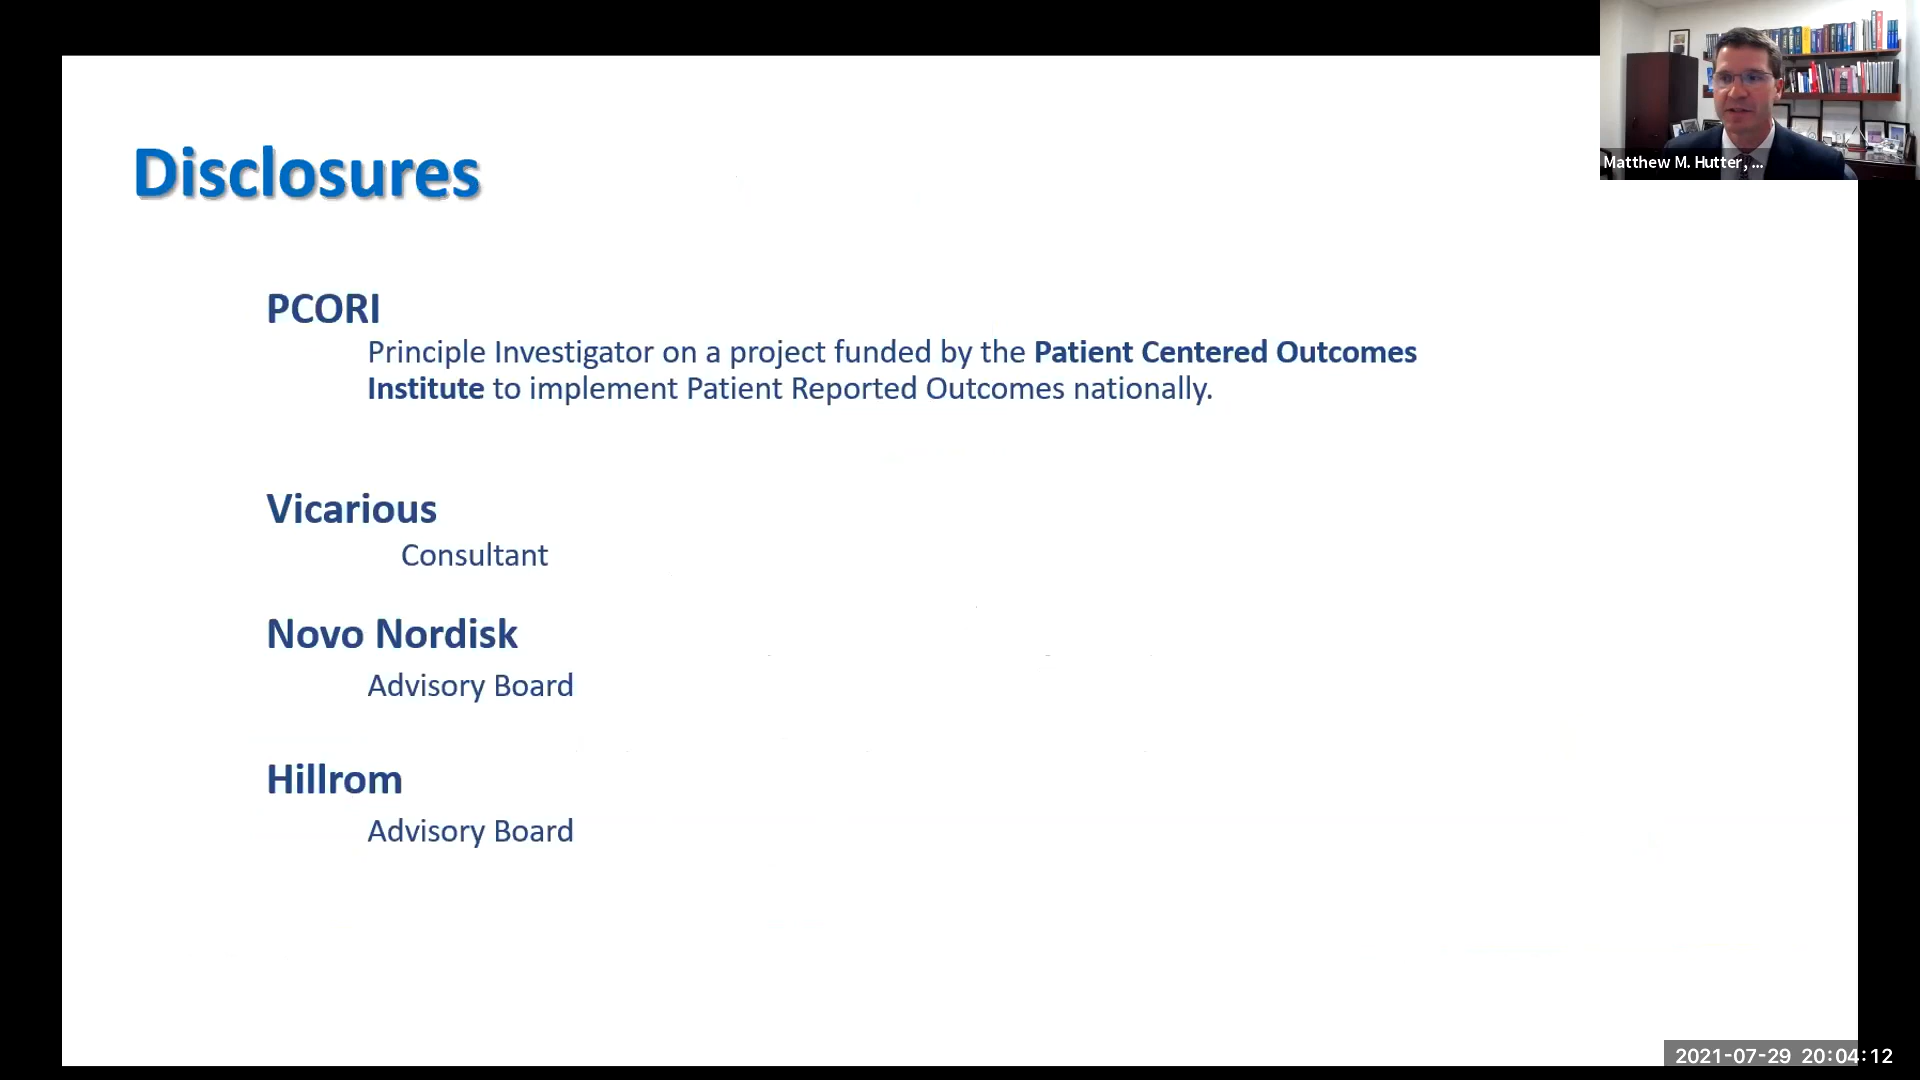 Disclosures
PCORI
Principle Investigator on a project funded by the Patient Centered Outcomes
Institute to implement Patient Reported Outcomes nationally.
Vicarious
Consultant
Novo Nordisk
Advisory Board
Hillrom
Advisory Board
Matthew M. Hutter, ...
2021-07-29 20:04:12